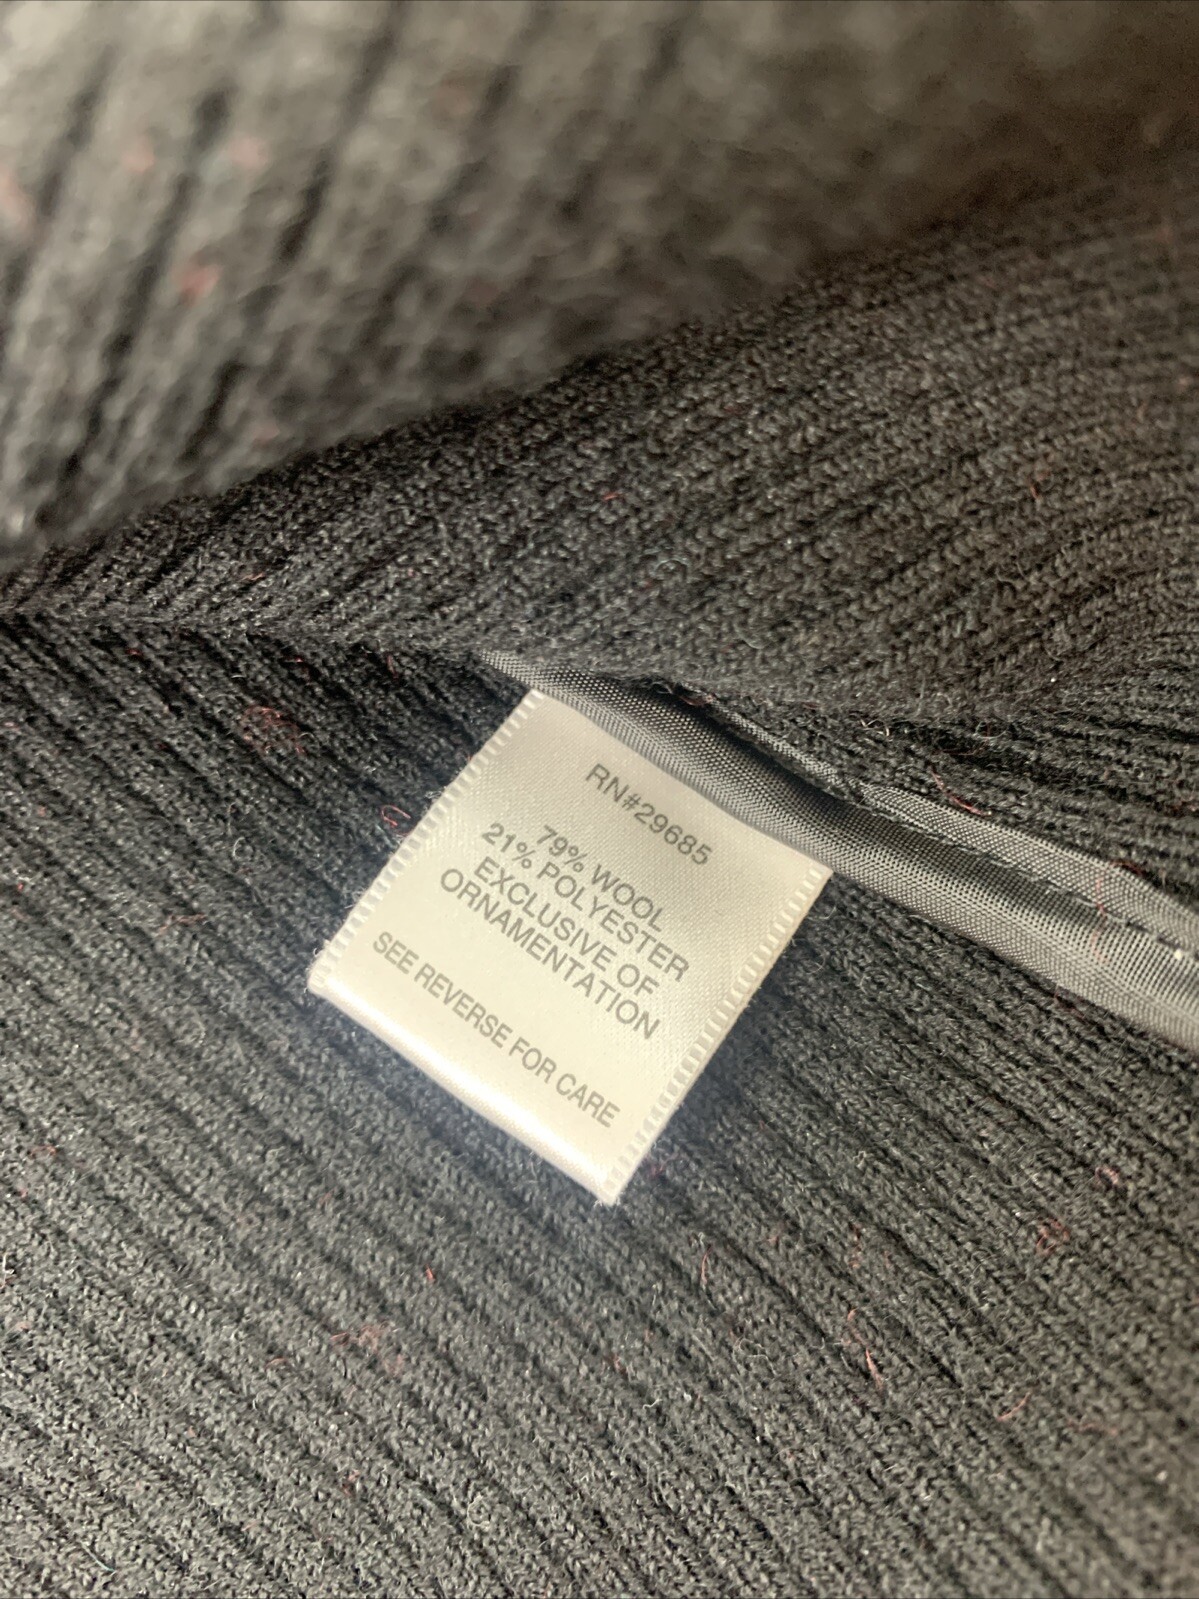 RN#29685
79% WOOL
21% POLYESTER
EXCLUSIVE OF
ORNAMENTATION
SEE REVERSE FOR CARE